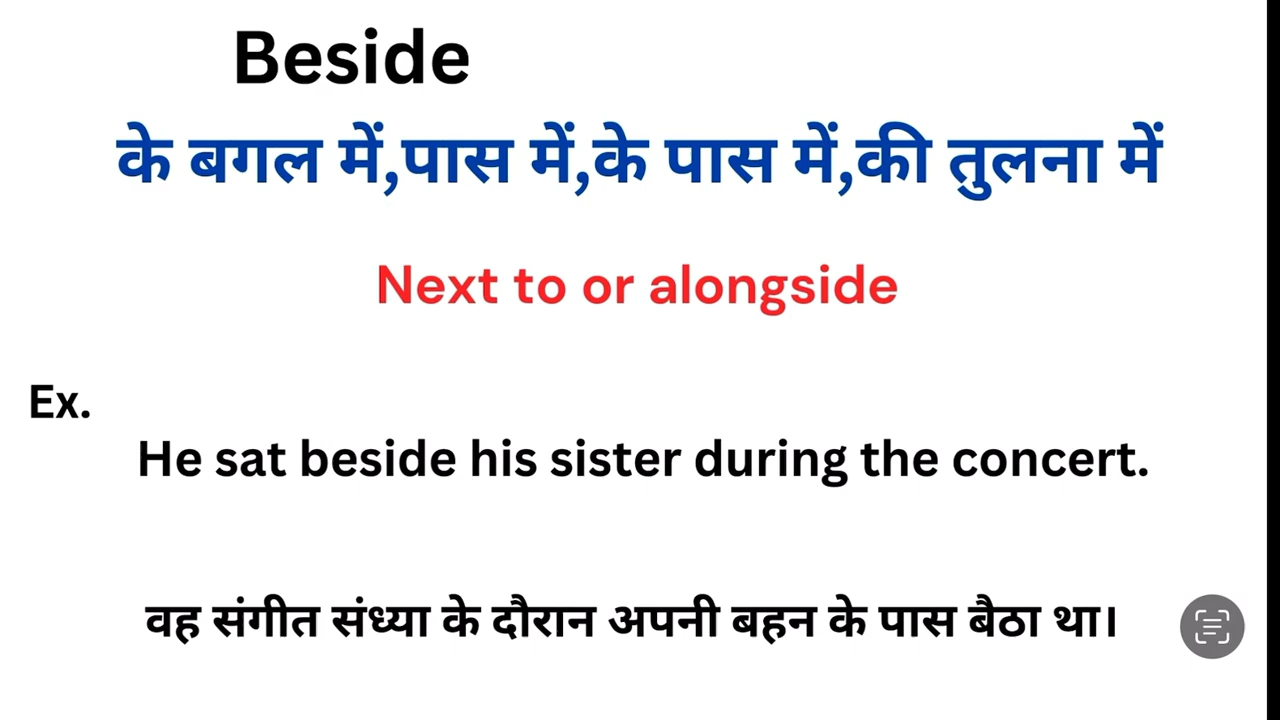 Beside
के बगल में,पास में,के पास में,की तुलना में
Next to or alongside
Ex.
He sat beside his sister during the concert.
वह संगीत संध्या के दौरान अपनी बहन के पास बैठा था।